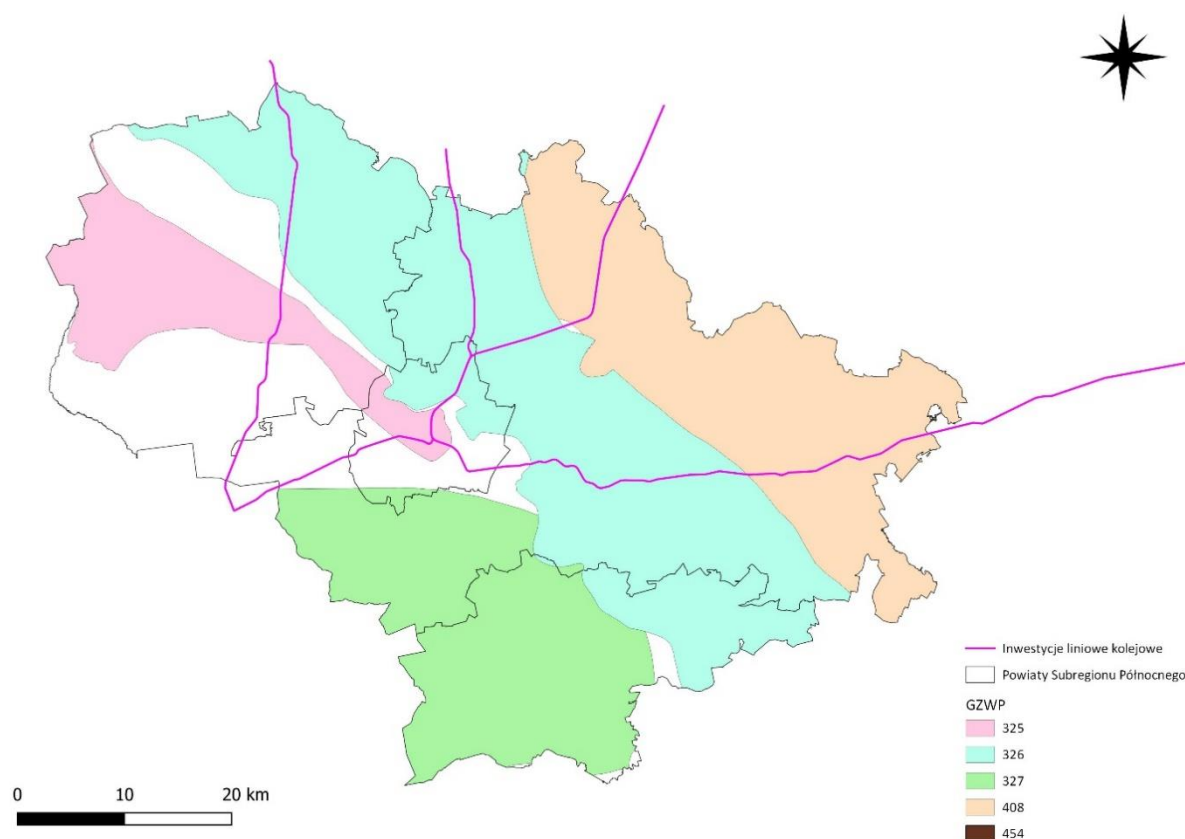 Inwestycje liniowe kolejowe
Powiaty Subregionu Północnego
GZWP
325
326
327
408
454
0 10 20 km